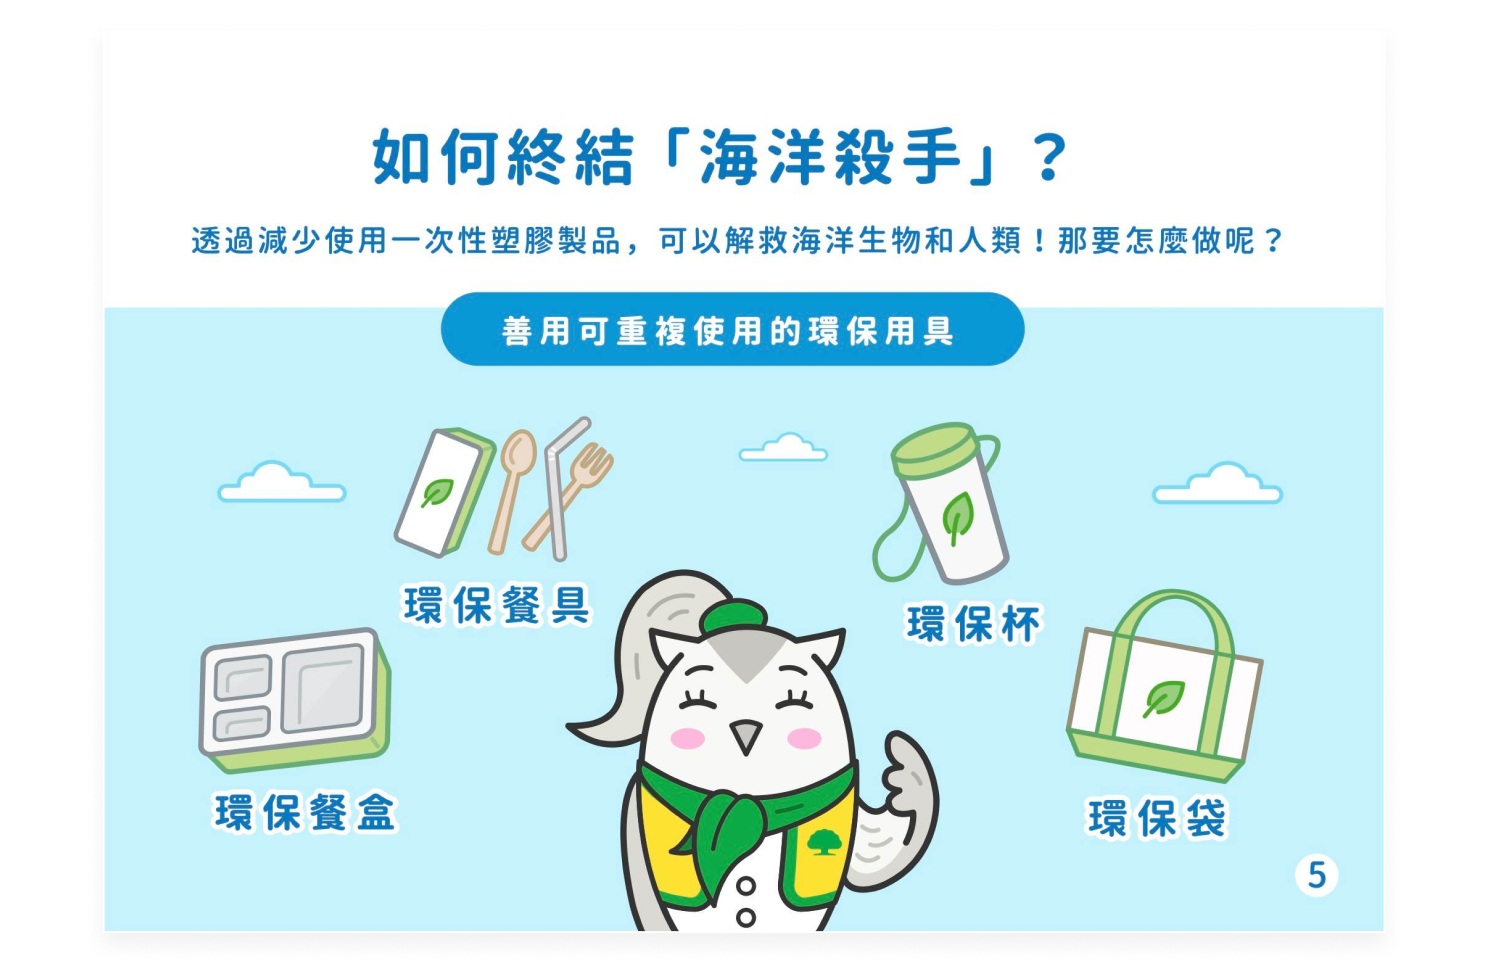 如何終結「海洋殺手」？
透過減少使用一次性塑膠製品，可以解救海洋生物和人類！那要怎麼做呢？
善用可重複使用的環保用具
環保餐具
環保杯
環保餐盒
環保袋
5